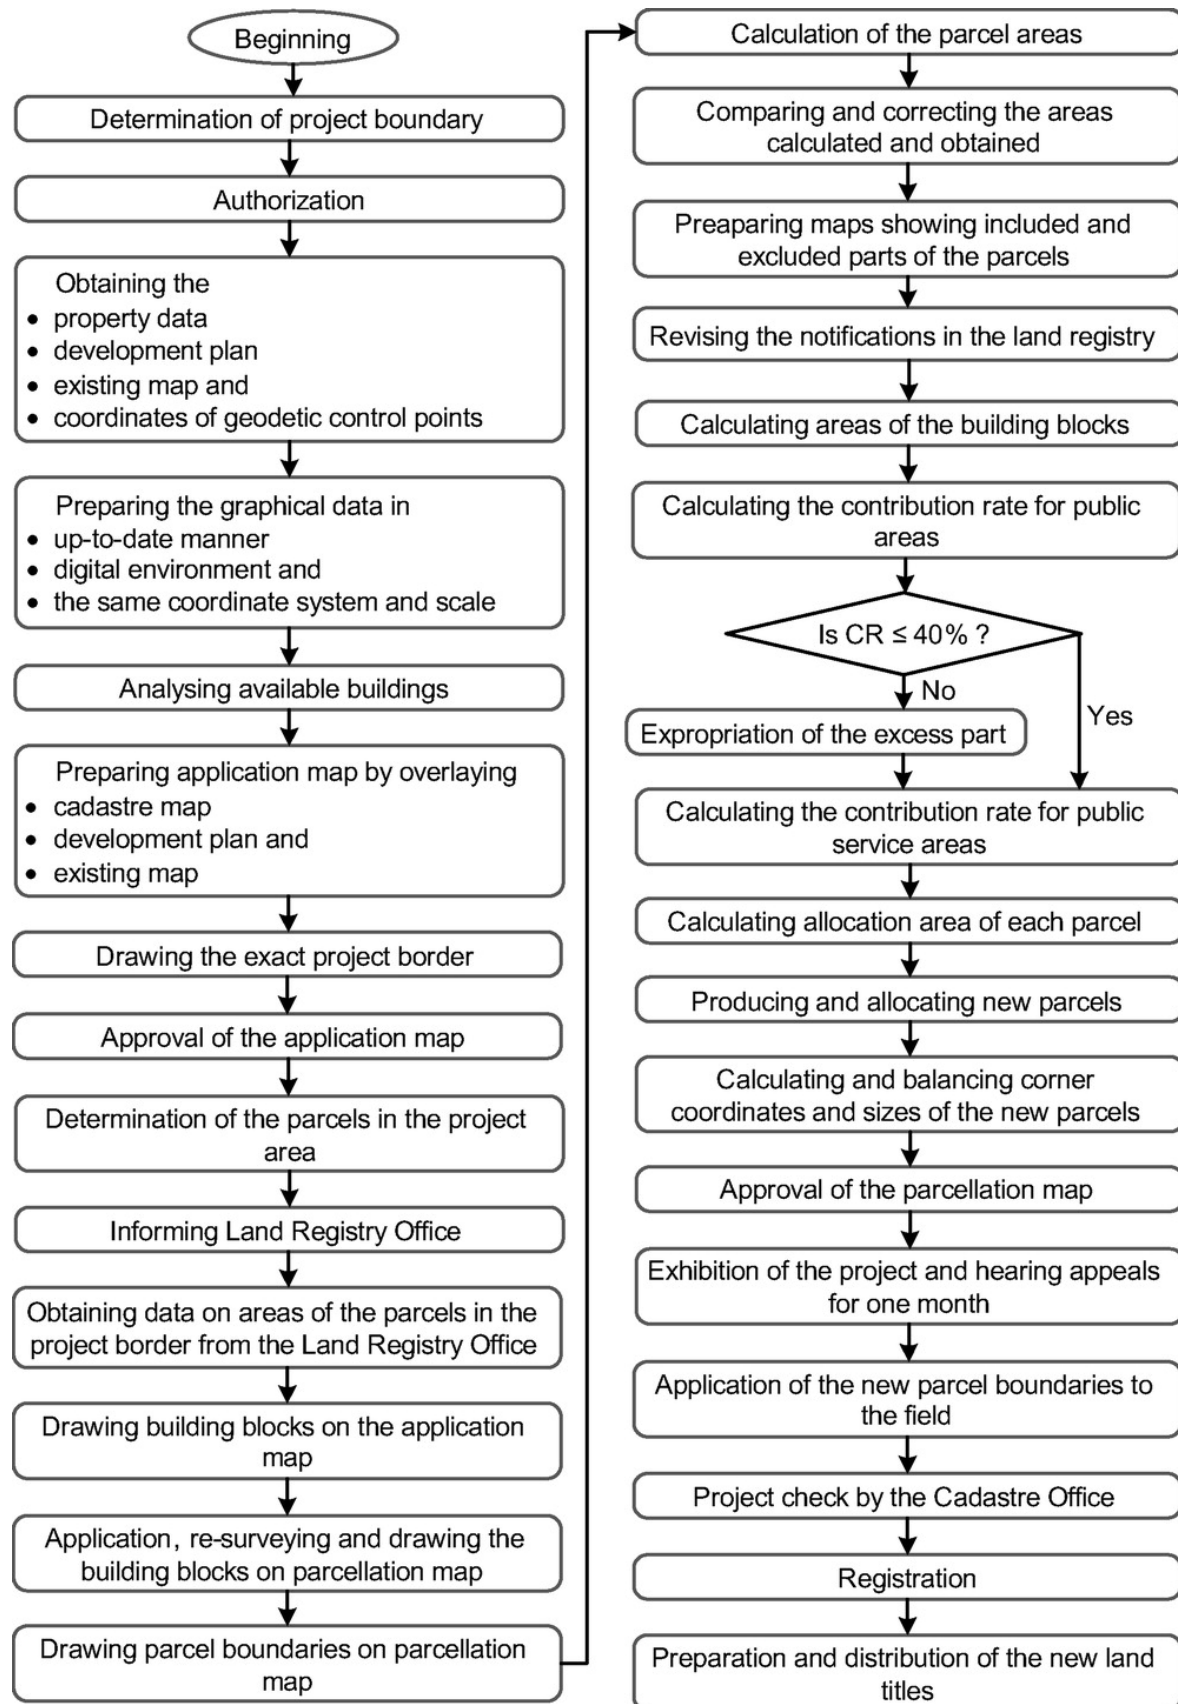 Beginning
Determination of project boundary
Authorization
Obtaining the
• property data
• development plan
• existing map and
• coordinates of geodetic control points
Preparing the graphical data in
• up-to-date manner
• digital environment and
• the same coordinate system and scale
Analysing available buildings
Preparing application map by overlaying
• cadastre map
• development plan and
• existing map
Drawing the exact project border
Approval of the application map
Determination of the parcels in the project
area
Informing Land Registry Office
Obtaining data on areas of the parcels in the
project border from the Land Registry Office
Drawing building blocks on the application
map
Application, re-surveying and drawing the
building blocks on parcellation map
Drawing parcel boundaries on parcellation
map
Calculation of the parcel areas
Comparing and correcting the areas
calculated and obtained
Preaparing maps showing included and
excluded parts of the parcels
Revising the notifications in the land registry
Calculating areas of the building blocks
Calculating the contribution rate for public
areas
Is CR ≤ 40% ?
No
Yes
Expropriation of the excess part
Calculating the contribution rate for public
service areas
Calculating allocation area of each parcel
Producing and allocating new parcels
Calculating and balancing corner
coordinates and sizes of the new parcels
Approval of the parcellation map
Exhibition of the project and hearing appeals
for one month
Application of the new parcel boundaries to
the field
Project check by the Cadastre Office
Registration
Preparation and distribution of the new land
titles